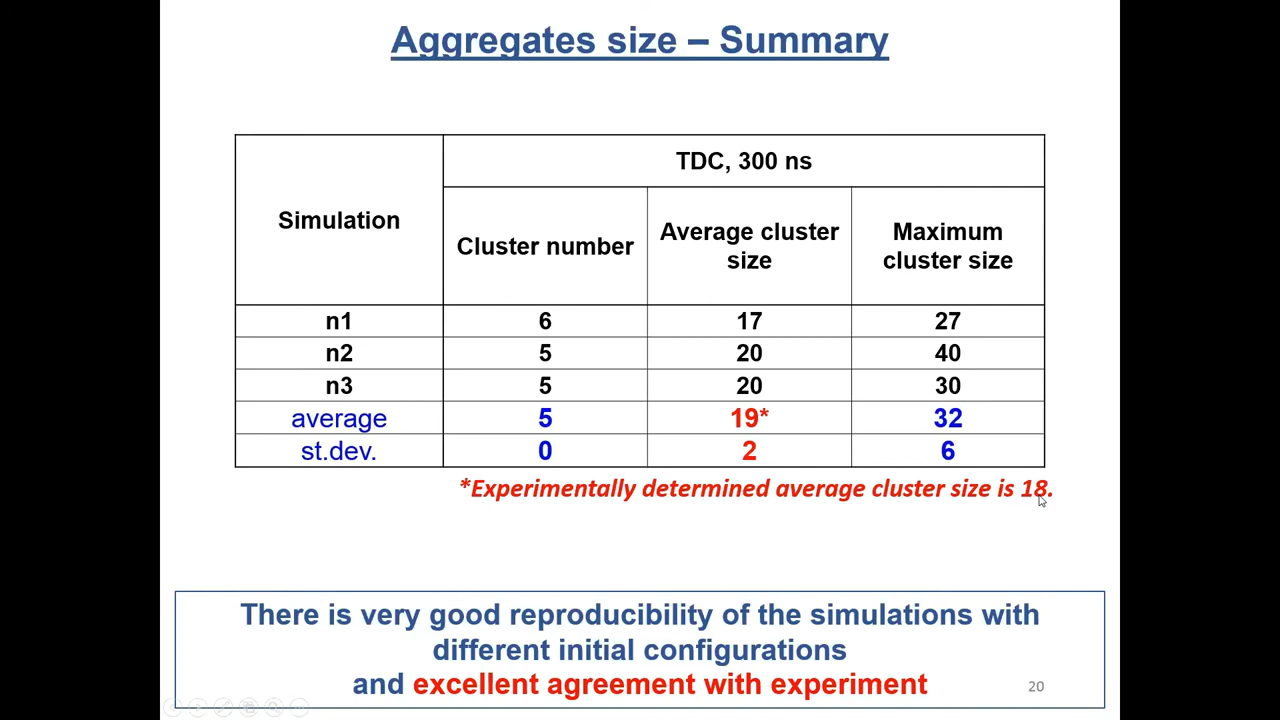 Aggregates size – Summary
Simulation
TDC, 300 ns
Cluster number
Average cluster
size
Maximum
cluster size
n1 6 17 27
n2 5 20 40
n3 5 20 30
average 5 19* 32
st.dev. 0 2 6
*Experimentally determined average cluster size is 18.
There is very good reproducibility of the simulations with
different initial configurations
and excellent agreement with experiment
20